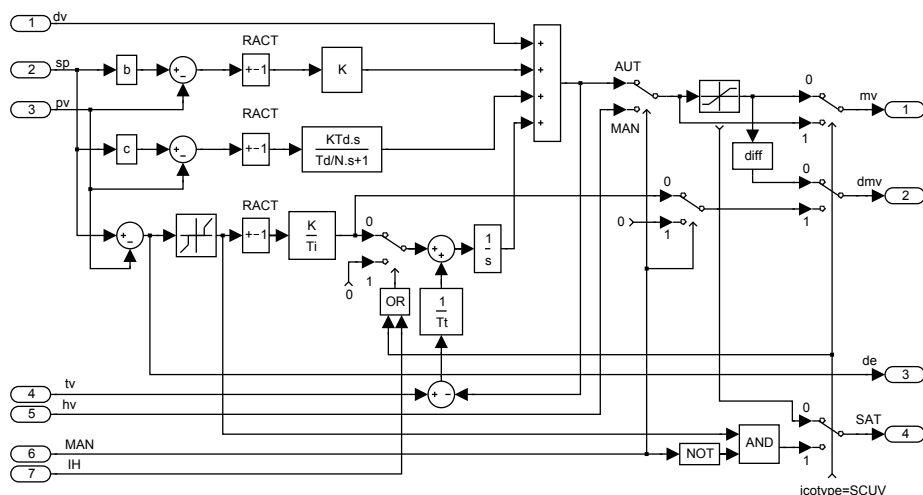 1 dv
RACT
+
2 sp b + − +−1 K + AUT 0 mv 1
3 pv
RACT
+ MAN 1
c + − +−1 KTd.s
Td/N.s+1
+ diff
0 dmv 2
RACT 0 0
+ − +−1 K
Ti
+ + 1
s
0 1 1
0 1
OR 1
Tt
de 3
4 tv + −
5 hv
0 SAT 4
6 MAN NOT AND 1
7 IH
icotype=SCUV